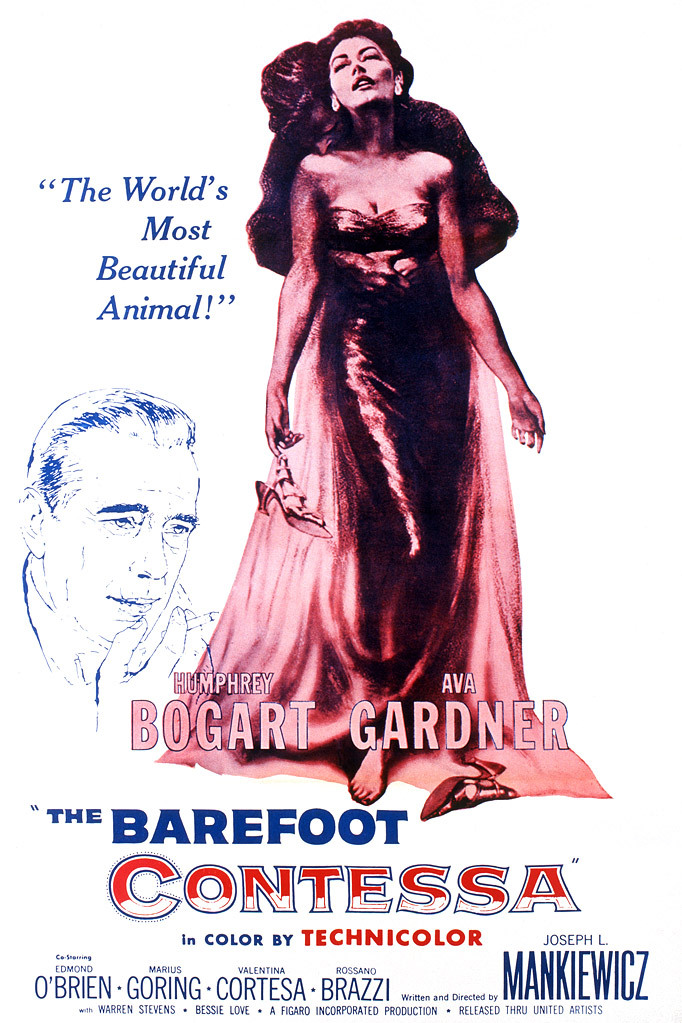 “The World's
Most
Beautiful
Animal!”
HUMPHREY
BOGART
AVA
GARDNER
"THE BAREFOOT
CONTESSA"
in COLOR BY TECHNICOLOR
Co-Starring
EDMOND
O'BRIEN • MARIUS
GORING • VALENTINA
CORTESA • ROSSANO
BRAZZI
Written and Directed by JOSEPH L.
MANKIEWICZ
with WARREN STEVENS • BESSIE LOVE • A FIGARO INCORPORATED PRODUCTION • RELEASED THRU UNITED ARTISTS